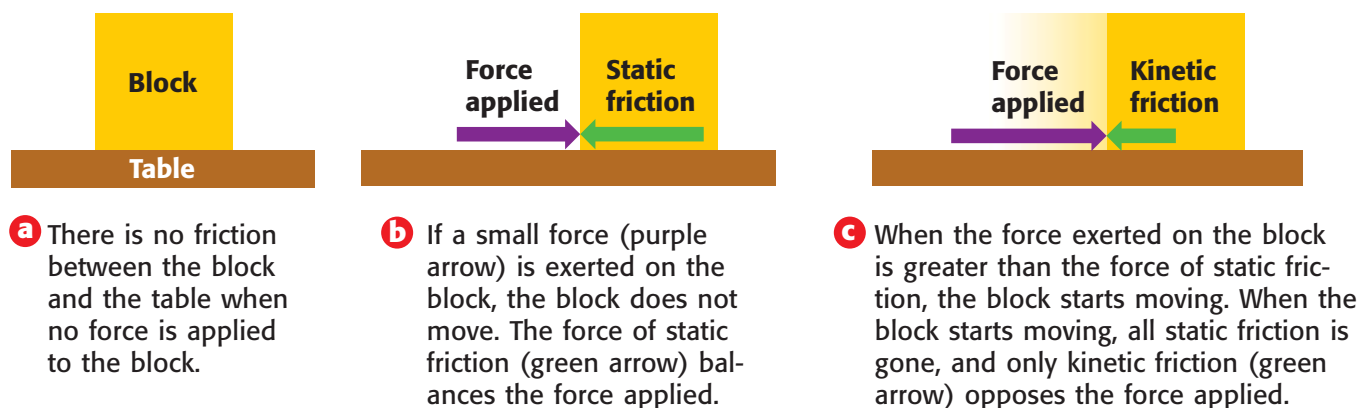 Block
Table
Force
applied
Static
friction
Force
applied
Kinetic
friction
a There is no friction
between the block
and the table when
no force is applied
to the block.
b If a small force (purple
arrow) is exerted on the
block, the block does not
move. The force of static
friction (green arrow) bal-
ances the force applied.
c When the force exerted on the block
is greater than the force of static fric-
tion, the block starts moving. When the
block starts moving, all static friction is
gone, and only kinetic friction (green
arrow) opposes the force applied.